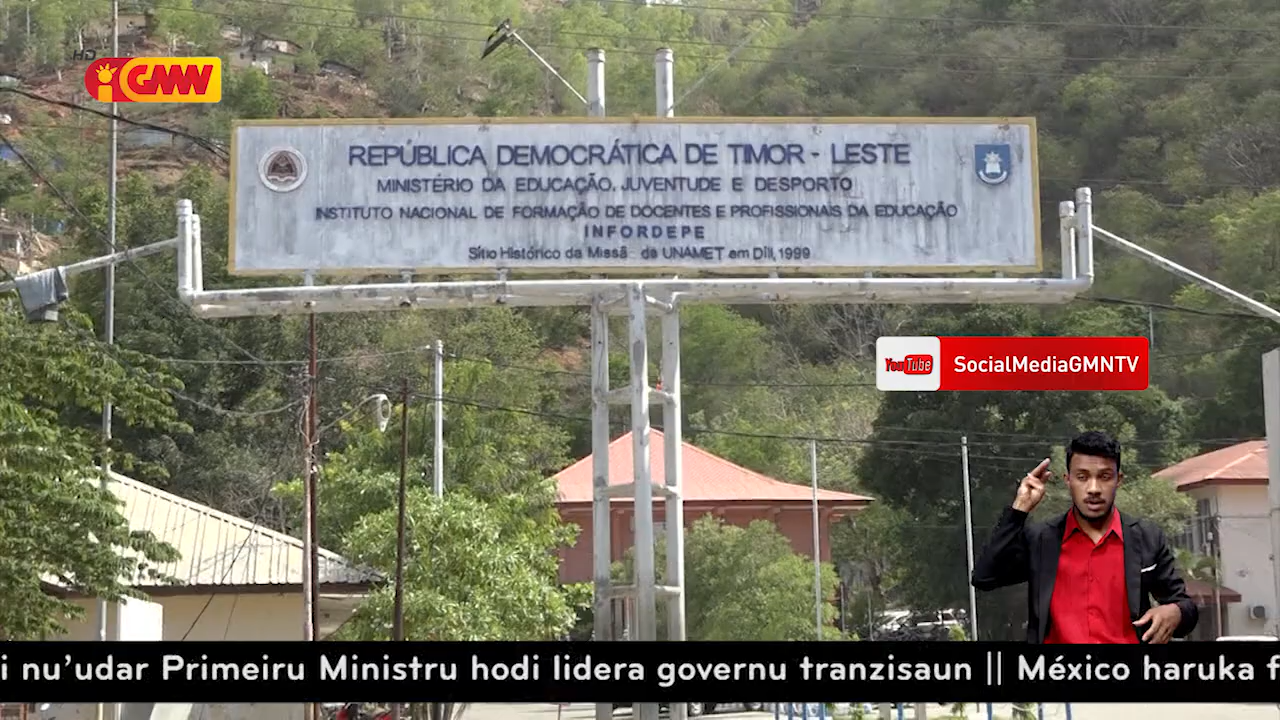 HD
GMN
REPÚBLICA DEMOCRÁTICA DE TIMOR - LESTE
MINISTÉRIO DA EDUCAÇÃO, JUVENTUDE E DESPORTO
INSTITUTO NACIONAL DE FORMAÇÃO DE DOCENTES E PROFISSIONAIS DA EDUCAÇÃO
INFORDEPE
Sítio Histórico da Missã da UNAMET em Dili, 1999
YouTube SocialMediaGMNTV
i nu’udar Primeiru Ministru hodi lidera governu tranzisaun || México haruka f